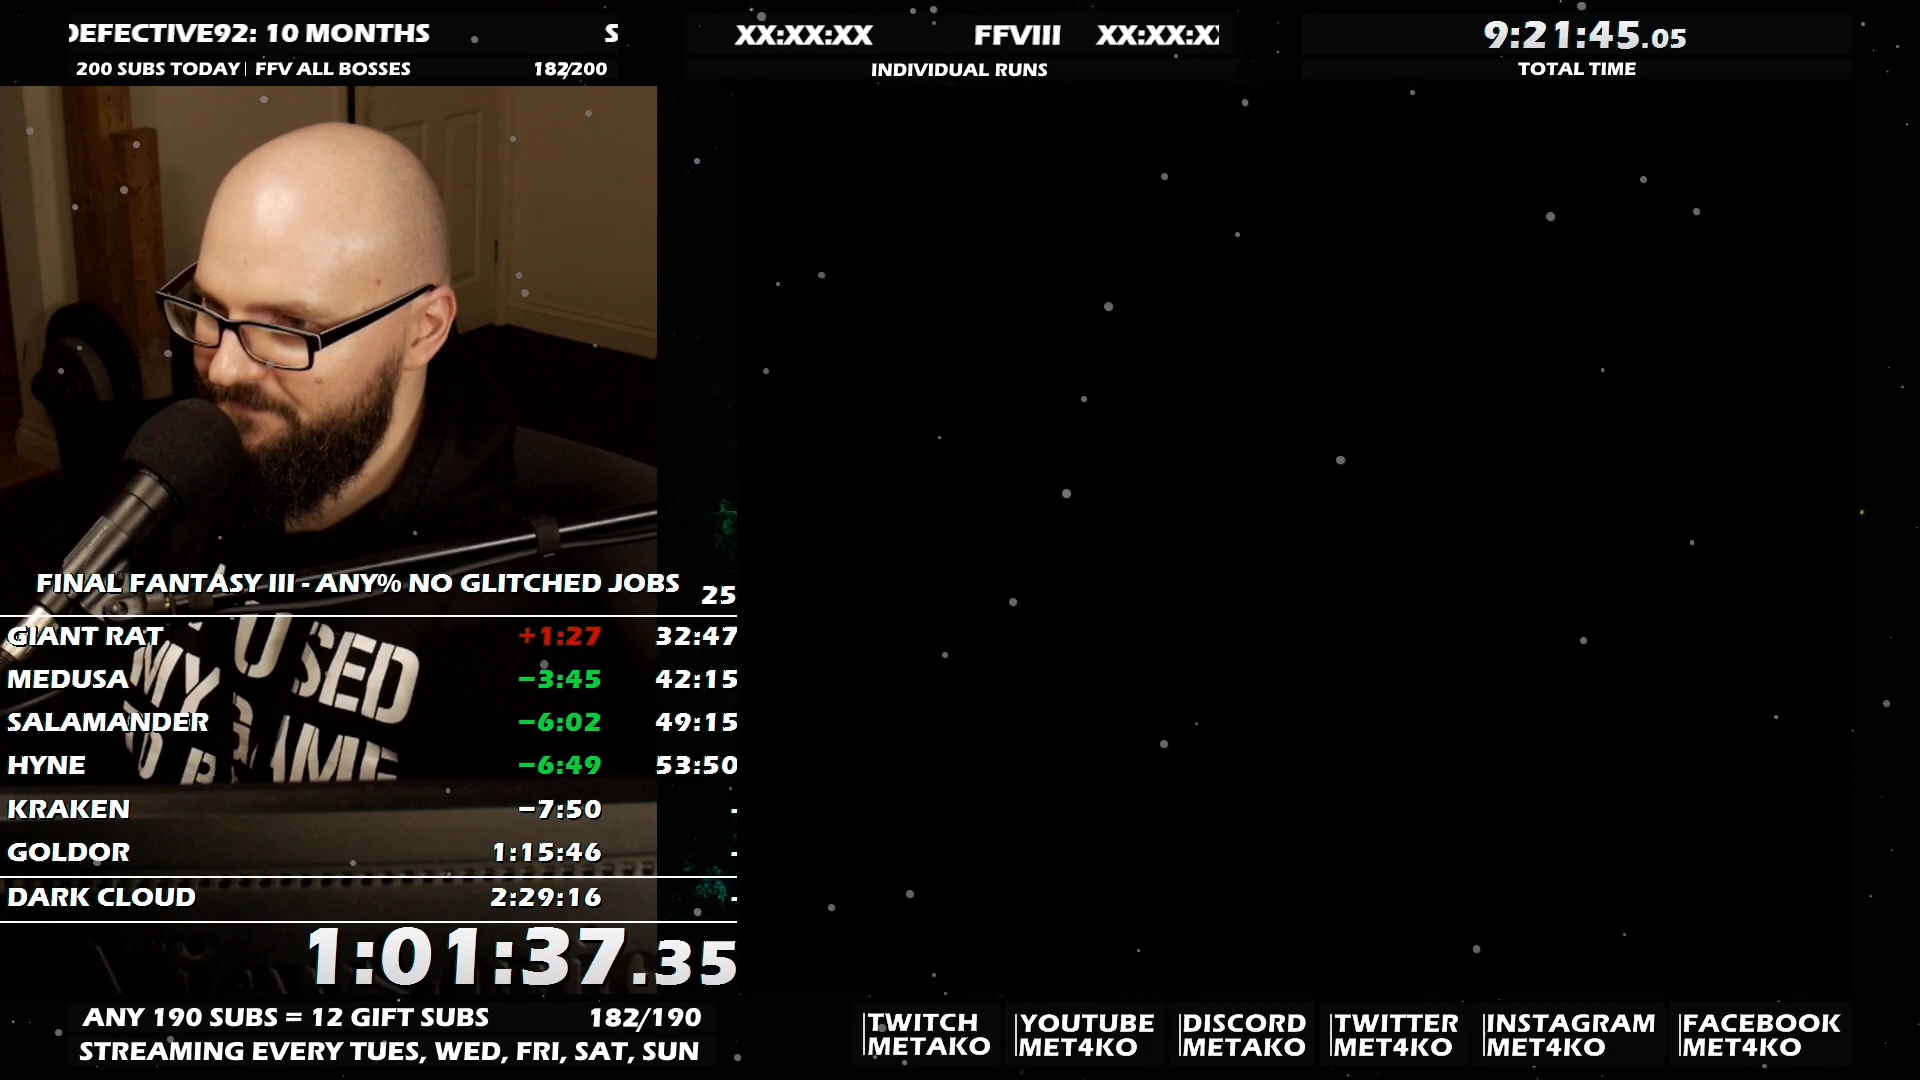 DEFECTIVE92: 10 MONTHS S
200 SUBS TODAY FFV ALL BOSSES 182/200
XX:XX:XX FFVIII XX:XX:X
INDIVIDUAL RUNS
9:21:45.05
TOTAL TIME
FINAL FANTASY III - ANY% NO GLITCHED JOBS 25
GIANT RAT +1:27 32:47
MEDUSA −3:45 42:15
SALAMANDER −6:02 49:15
HYNE −6:49 53:50
KRAKEN −7:50 -
GOLDOR 1:15:46 -
DARK CLOUD 2:29:16 -
1:01:37.35
MY
GAME
ANY 190 SUBS = 12 GIFT SUBS 182/190
STREAMING EVERY TUES, WED, FRI, SAT, SUN
TWITCH
METAKO
YOUTUBE
MET4KO
DISCORD
METAKO
TWITTER
MET4KO
INSTAGRAM
MET4KO
FACEBOOK
MET4KO